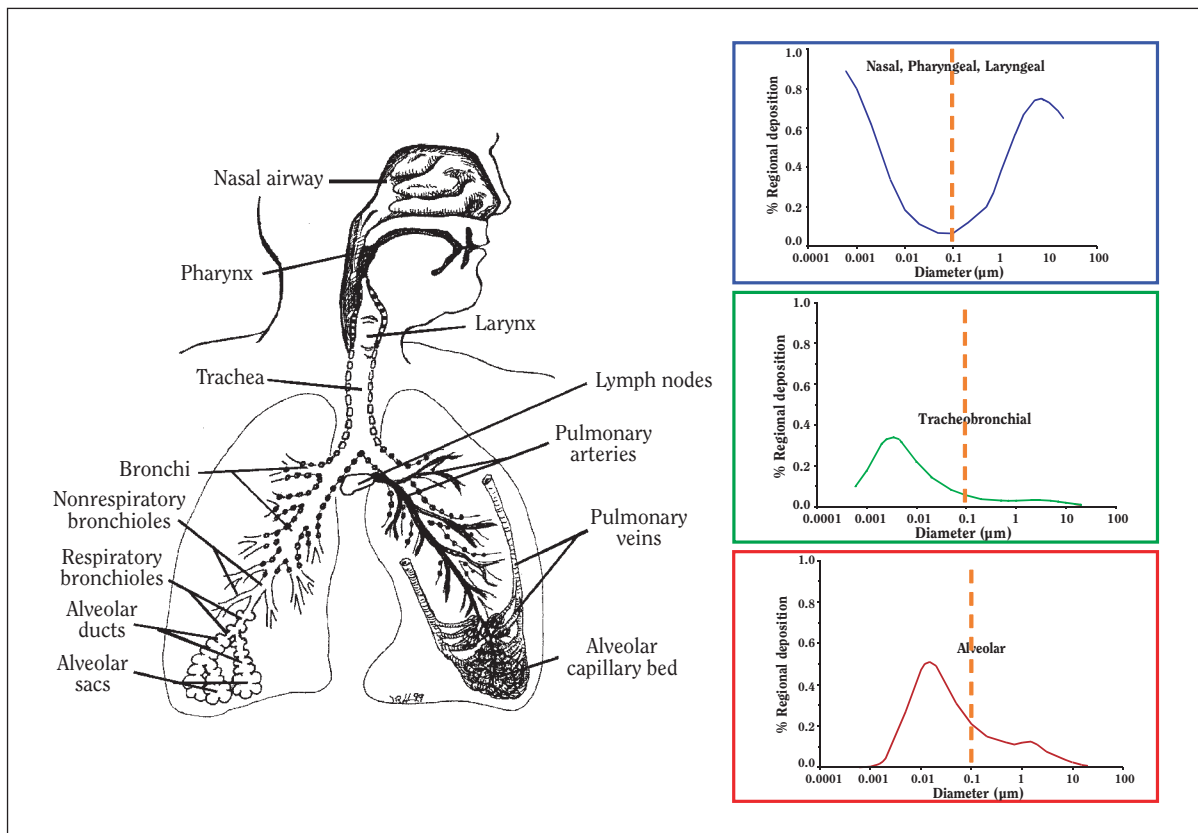 Nasal airway
Pharynx
Larynx
Trachea
Lymph nodes
Pulmonary
arteries
Bronchi
Nonrespiratory
bronchioles
Respiratory
bronchioles
Alveolar
ducts
Alveolar
sacs
Pulmonary
veins
Alveolar
capillary bed
1.0
Nasal, Pharyngeal, Laryngeal
0.8
0.6
0.4
0.2
0.0
% Regional deposition
0.0001 0.001 0.01 0.1 1 10 100
Diameter (µm)
1.0
0.8
0.6
0.4
Tracheobronchial
0.2
0.0
% Regional deposition
0.0001 0.001 0.01 0.1 1 10 100
Diameter (µm)
1.0
0.8
0.6
Alveolar
0.4
0.2
0.0
% Regional deposition
0.0001 0.001 0.01 0.1 1 10 100
Diameter (µm)